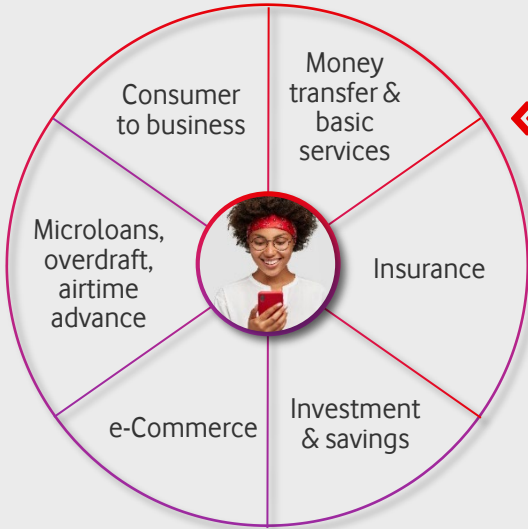 Money
transfer &
basic
services
Insurance
Investment
& savings
e-Commerce
Microloans,
overdraft,
airtime
advance
Consumer
to business